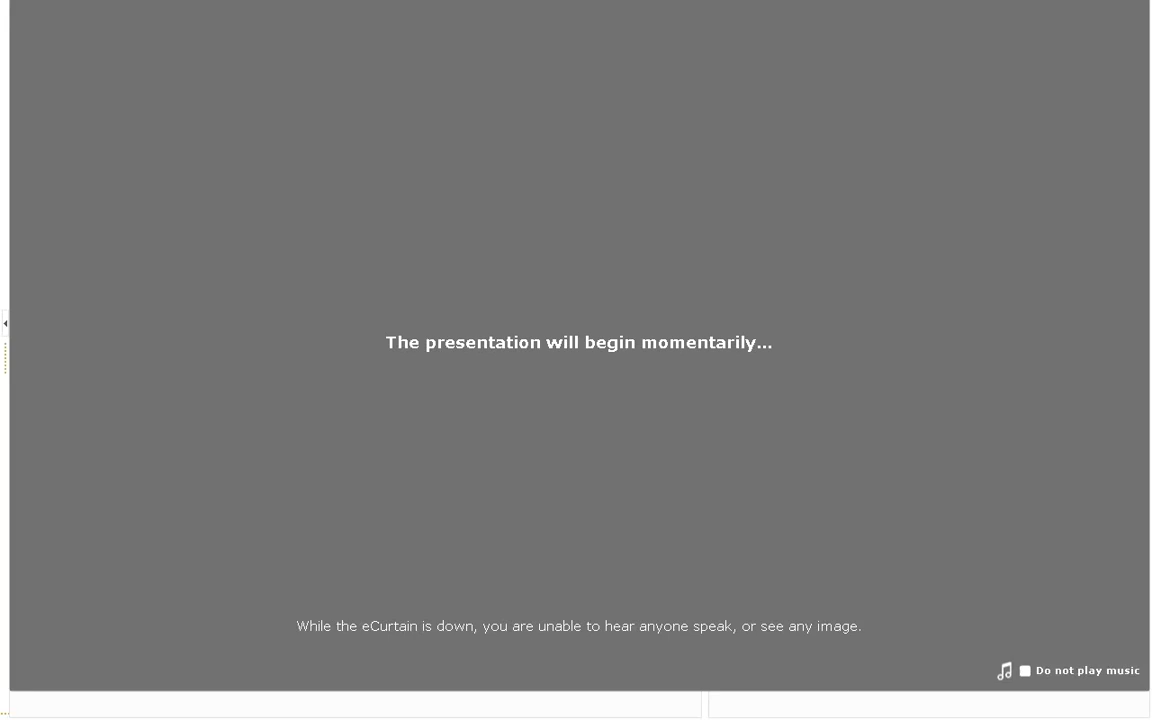 The presentation will begin momentarily...
While the eCurtain is down, you are unable to hear anyone speak, or see any image.
Do not play music